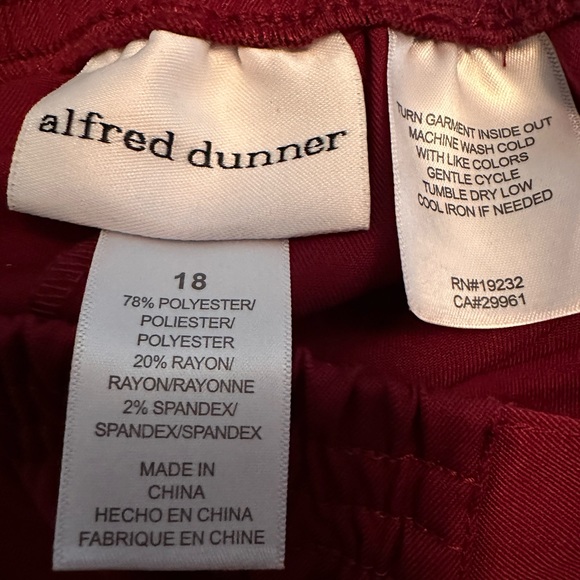 alfred dunner
18
78% POLYESTER/
POLIESTER/
POLYESTER
20% RAYON/
RAYON/RAYONNE
2% SPANDEX/
SPANDEX/SPANDEX
MADE IN
CHINA
HECHO EN CHINA
FABRIQUE EN CHINE
TURN GARMENT INSIDE OUT
MACHINE WASH COLD
WITH LIKE COLORS
GENTLE CYCLE
TUMBLE DRY LOW
COOL IRON IF NEEDED
RN#19232
CA#29961